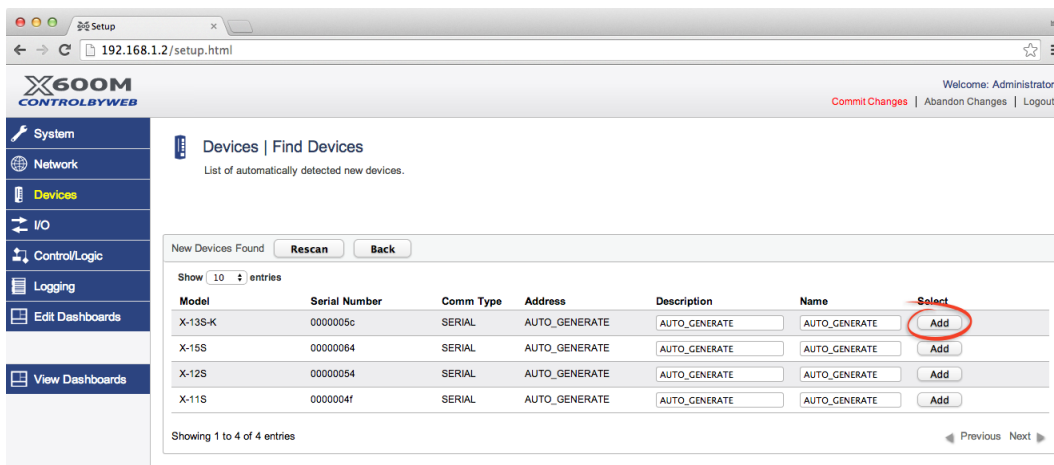 Setup
192.168.1.2/setup.html
X600M
CONTROLBYWEB
Welcome: Administrator
Commit Changes | Abandon Changes | Logout
System
Network
Devices
I/O
Control/Logic
Logging
Edit Dashboards
View Dashboards
Devices | Find Devices
List of automatically detected new devices.
New Devices Found Rescan Back
Show 10 entries
Model Serial Number Comm Type Address Description Name Select
X-13S-K 0000005c SERIAL AUTO_GENERATE AUTO_GENERATE AUTO_GENERATE Add
X-15S 00000064 SERIAL AUTO_GENERATE AUTO_GENERATE AUTO_GENERATE Add
X-12S 00000054 SERIAL AUTO_GENERATE AUTO_GENERATE AUTO_GENERATE Add
X-11S 0000004f SERIAL AUTO_GENERATE AUTO_GENERATE AUTO_GENERATE Add
Showing 1 to 4 of 4 entries
Previous Next